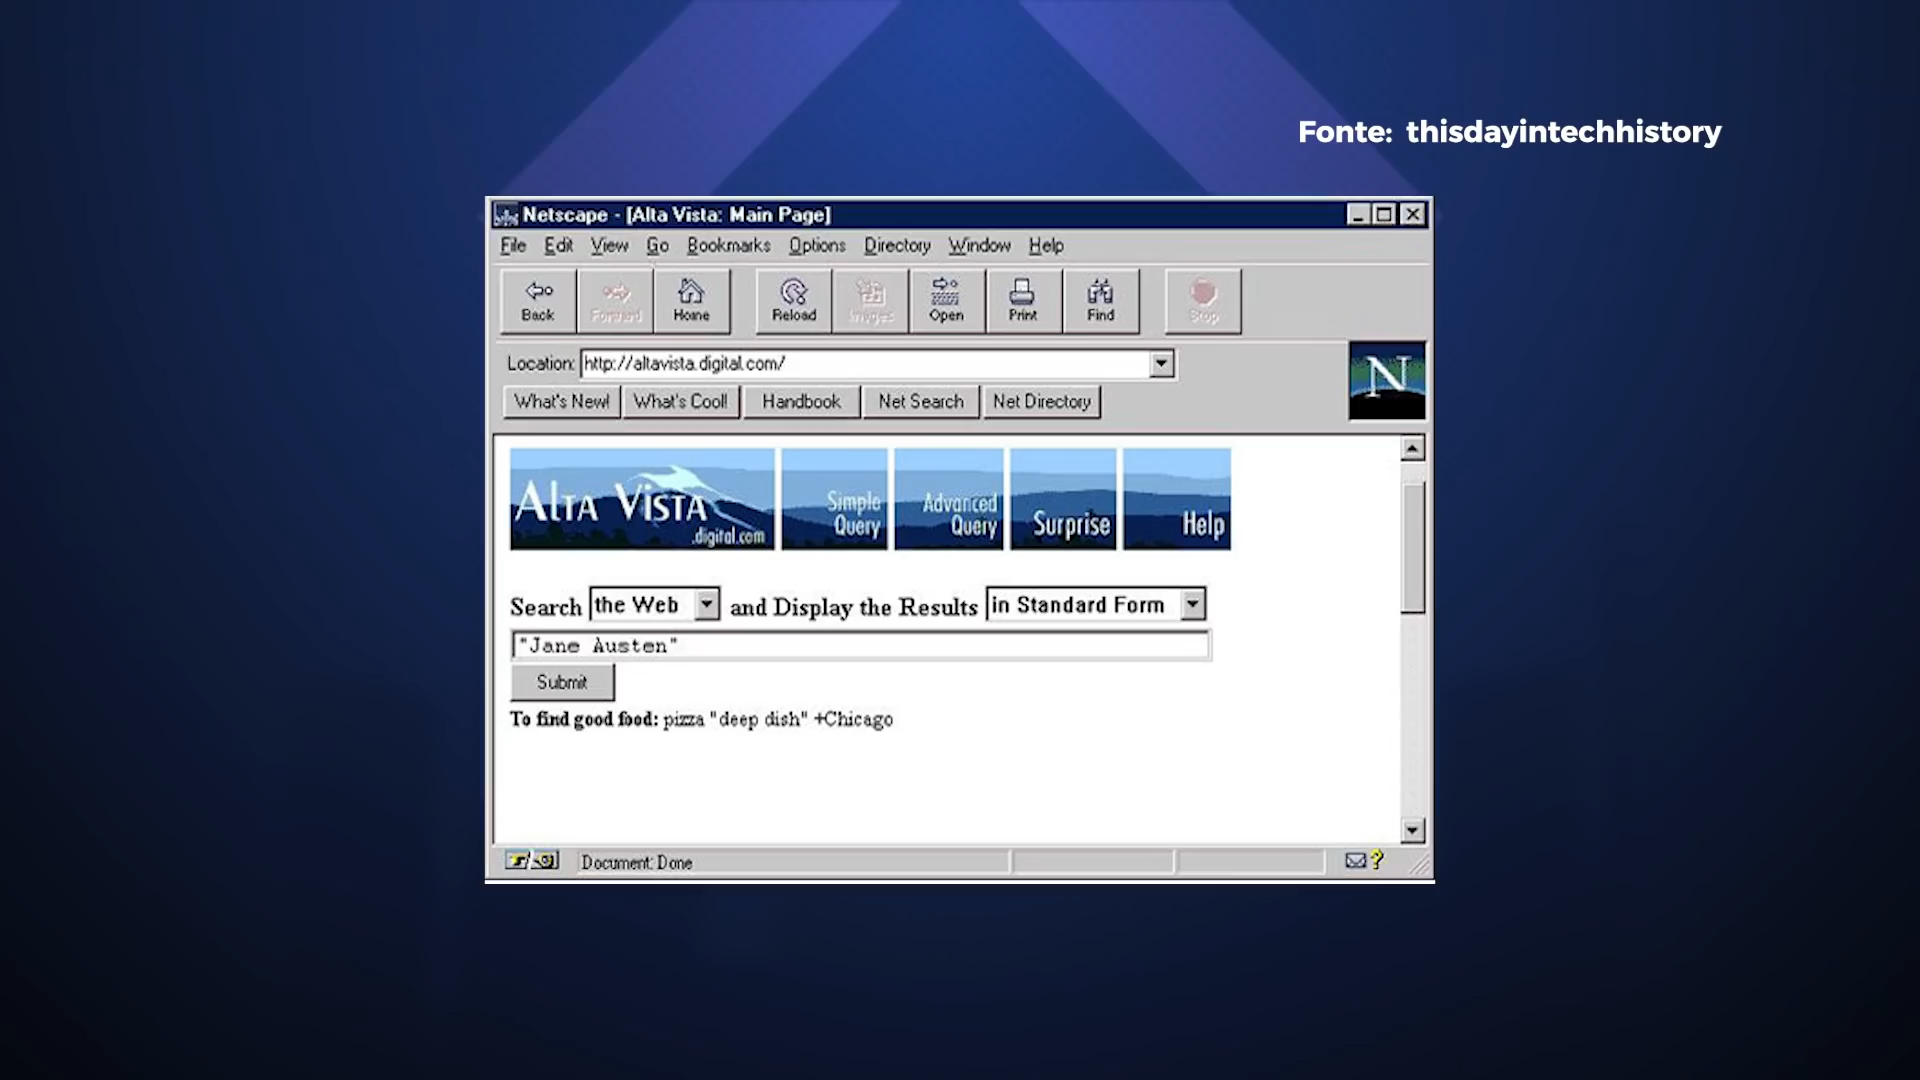 Fonte: thisdayintechhistory
Netscape - [Alta Vista: Main Page]
File Edit View Go Bookmarks Options Directory Window Help
Back Forward Home Reload Images Open Print Find Stop
Location: http://altavista.digital.com/
N
What's New! What's Cool! Handbook Net Search Net Directory
ALTA VISTA .digital.com
Simple Query
Advanced Query
Surprise
Help
Search the Web and Display the Results in Standard Form
"Jane Austen"
Submit
To find good food: pizza "deep dish" +Chicago
Document: Done